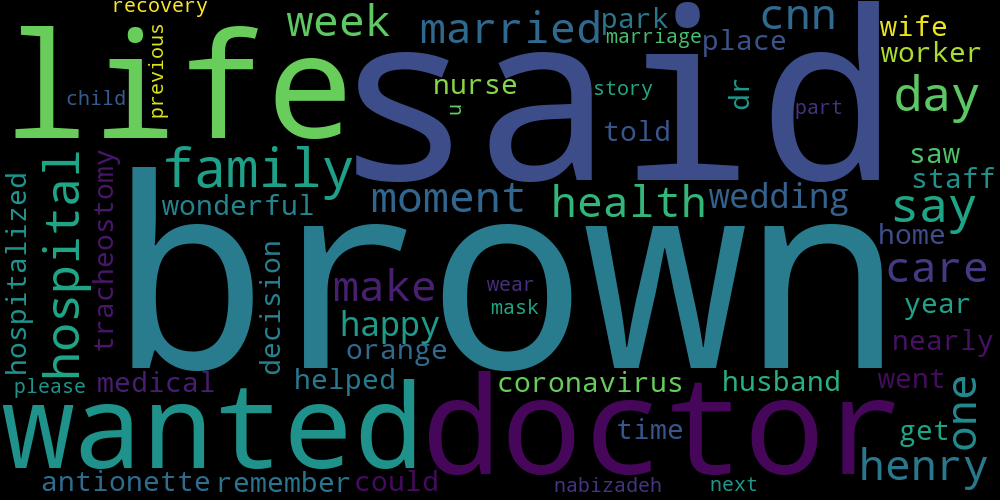 recovery
life
said
week
married
park
marriage
cnn
place
wife
worker
child
previous
nurse
u
story
told
dr
part
day
family
wonderful
moment
health
wedding
saw
staff
say
home
hospitalized
hospital
tracheostomy
brown
decision
make
happy
orange
wear
mask
care
year
nearly
please
medical
helped
coronavirus
husband
went
wanted
doctor
time
get
one
henry
antionette
remember
could
nabizadeh
next